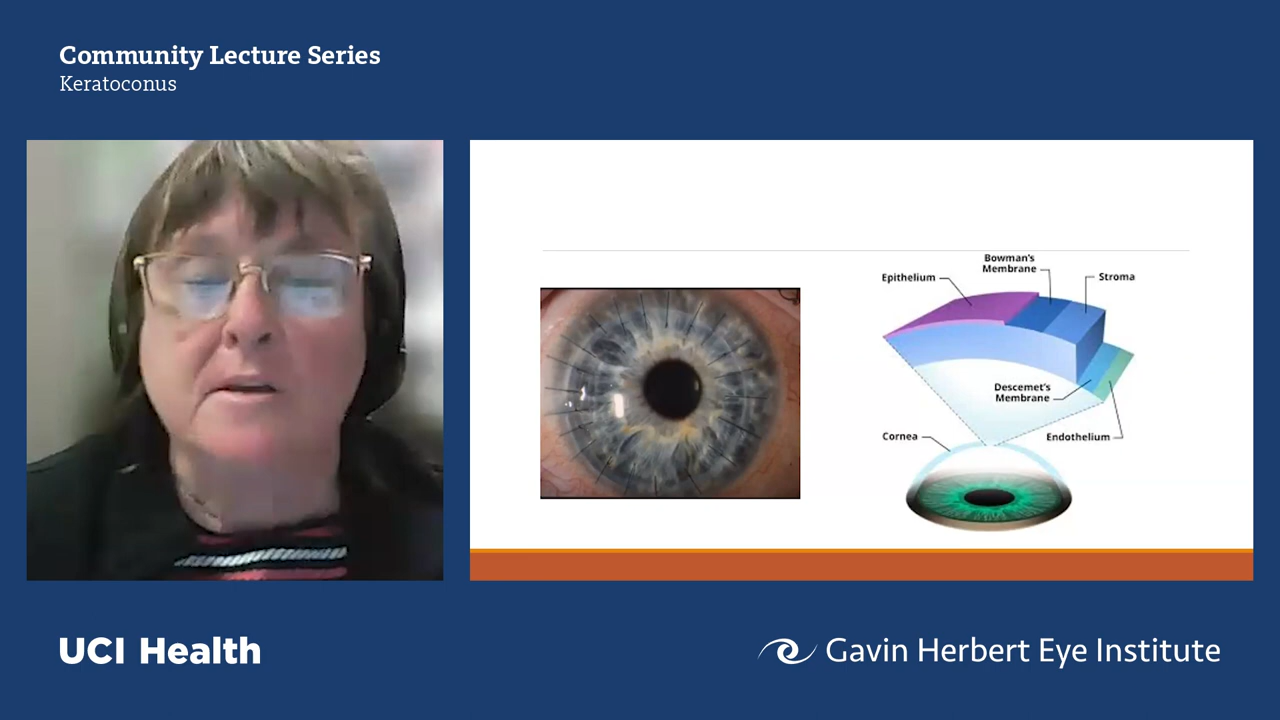 Community Lecture Series
Keratoconus
Bowman's
Membrane
Epithelium
Stroma
Descemet's
Membrane
Cornea
Endothelium
UCI Health
Gavin Herbert Eye Institute